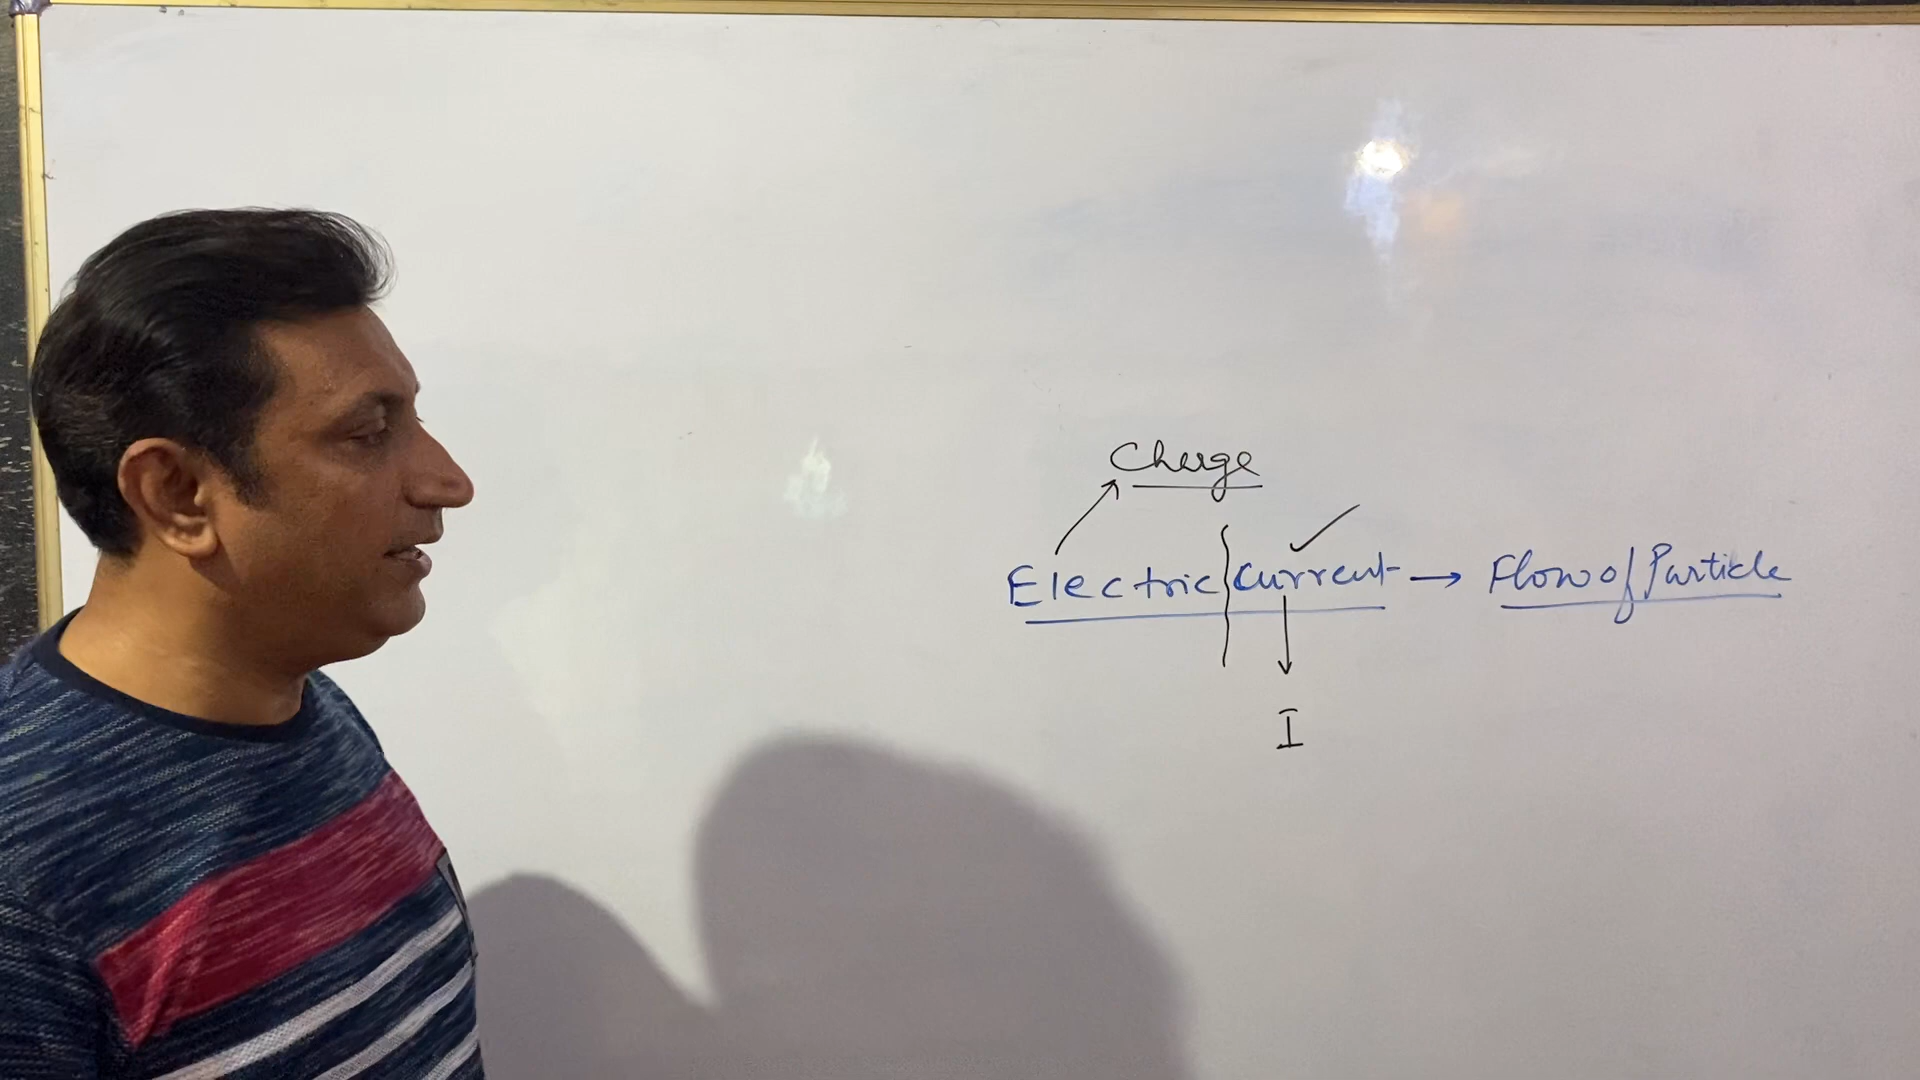 Charge
Electric Current → Flow of Particle
I